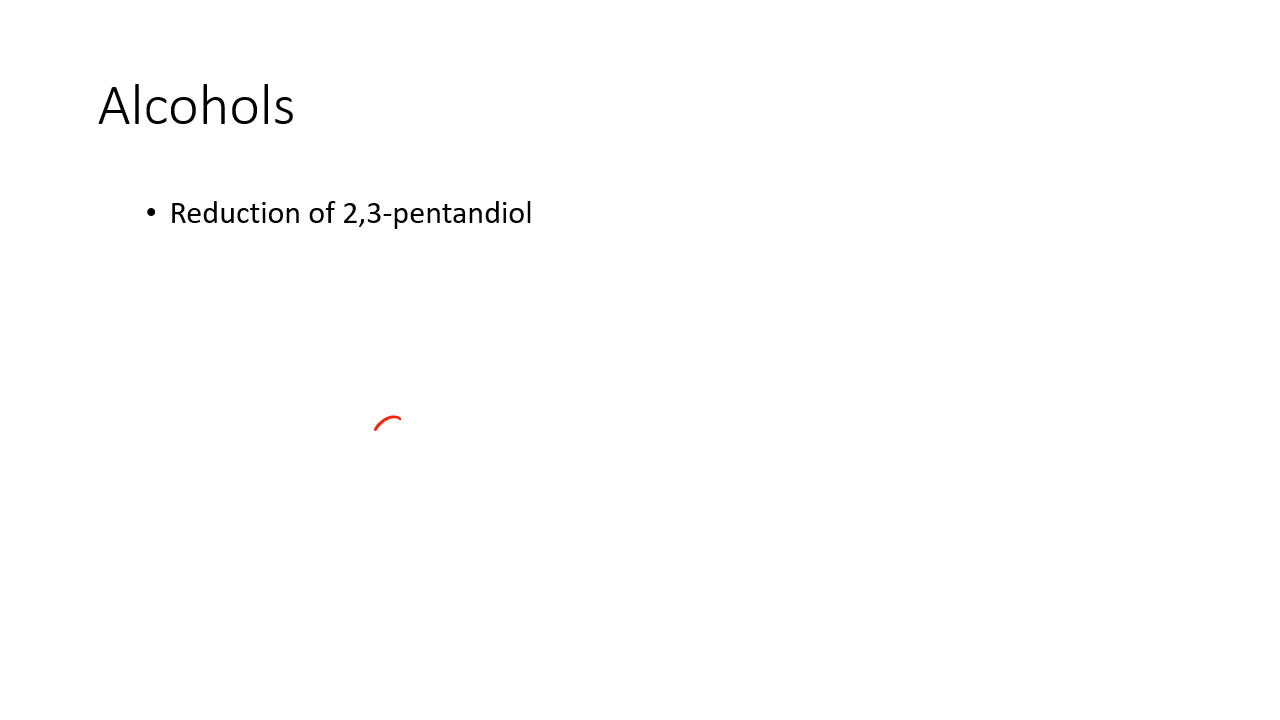 Alcohols
• Reduction of 2,3-pentandiol